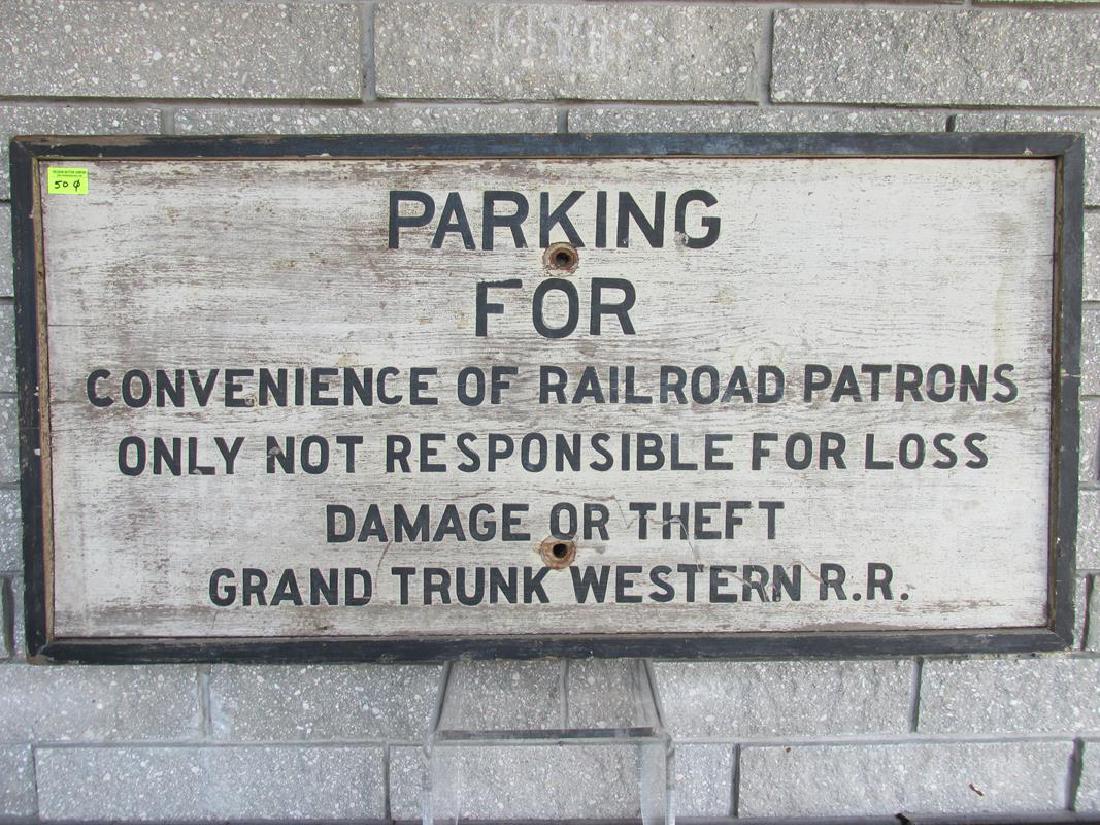 50 ¢
PARKING
FOR
CONVENIENCE OF RAILROAD PATRONS
ONLY NOT RESPONSIBLE FOR LOSS
DAMAGE OR THEFT
GRAND TRUNK WESTERN R.R.